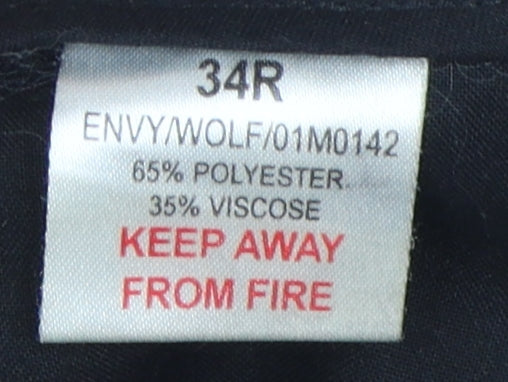 34R
ENVY/WOLF/01M0142
65% POLYESTER.
35% VISCOSE
KEEP AWAY
FROM FIRE